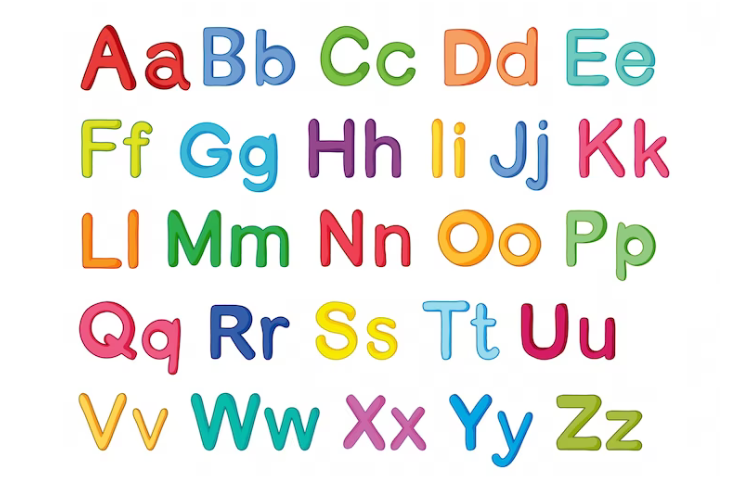 Aa Bb Cc Dd Ee
Ff Gg Hh Ii Jj Kk
Ll Mm Nn Oo Pp
Qq Rr Ss Tt Uu
Vv Ww Xx Yy Zz